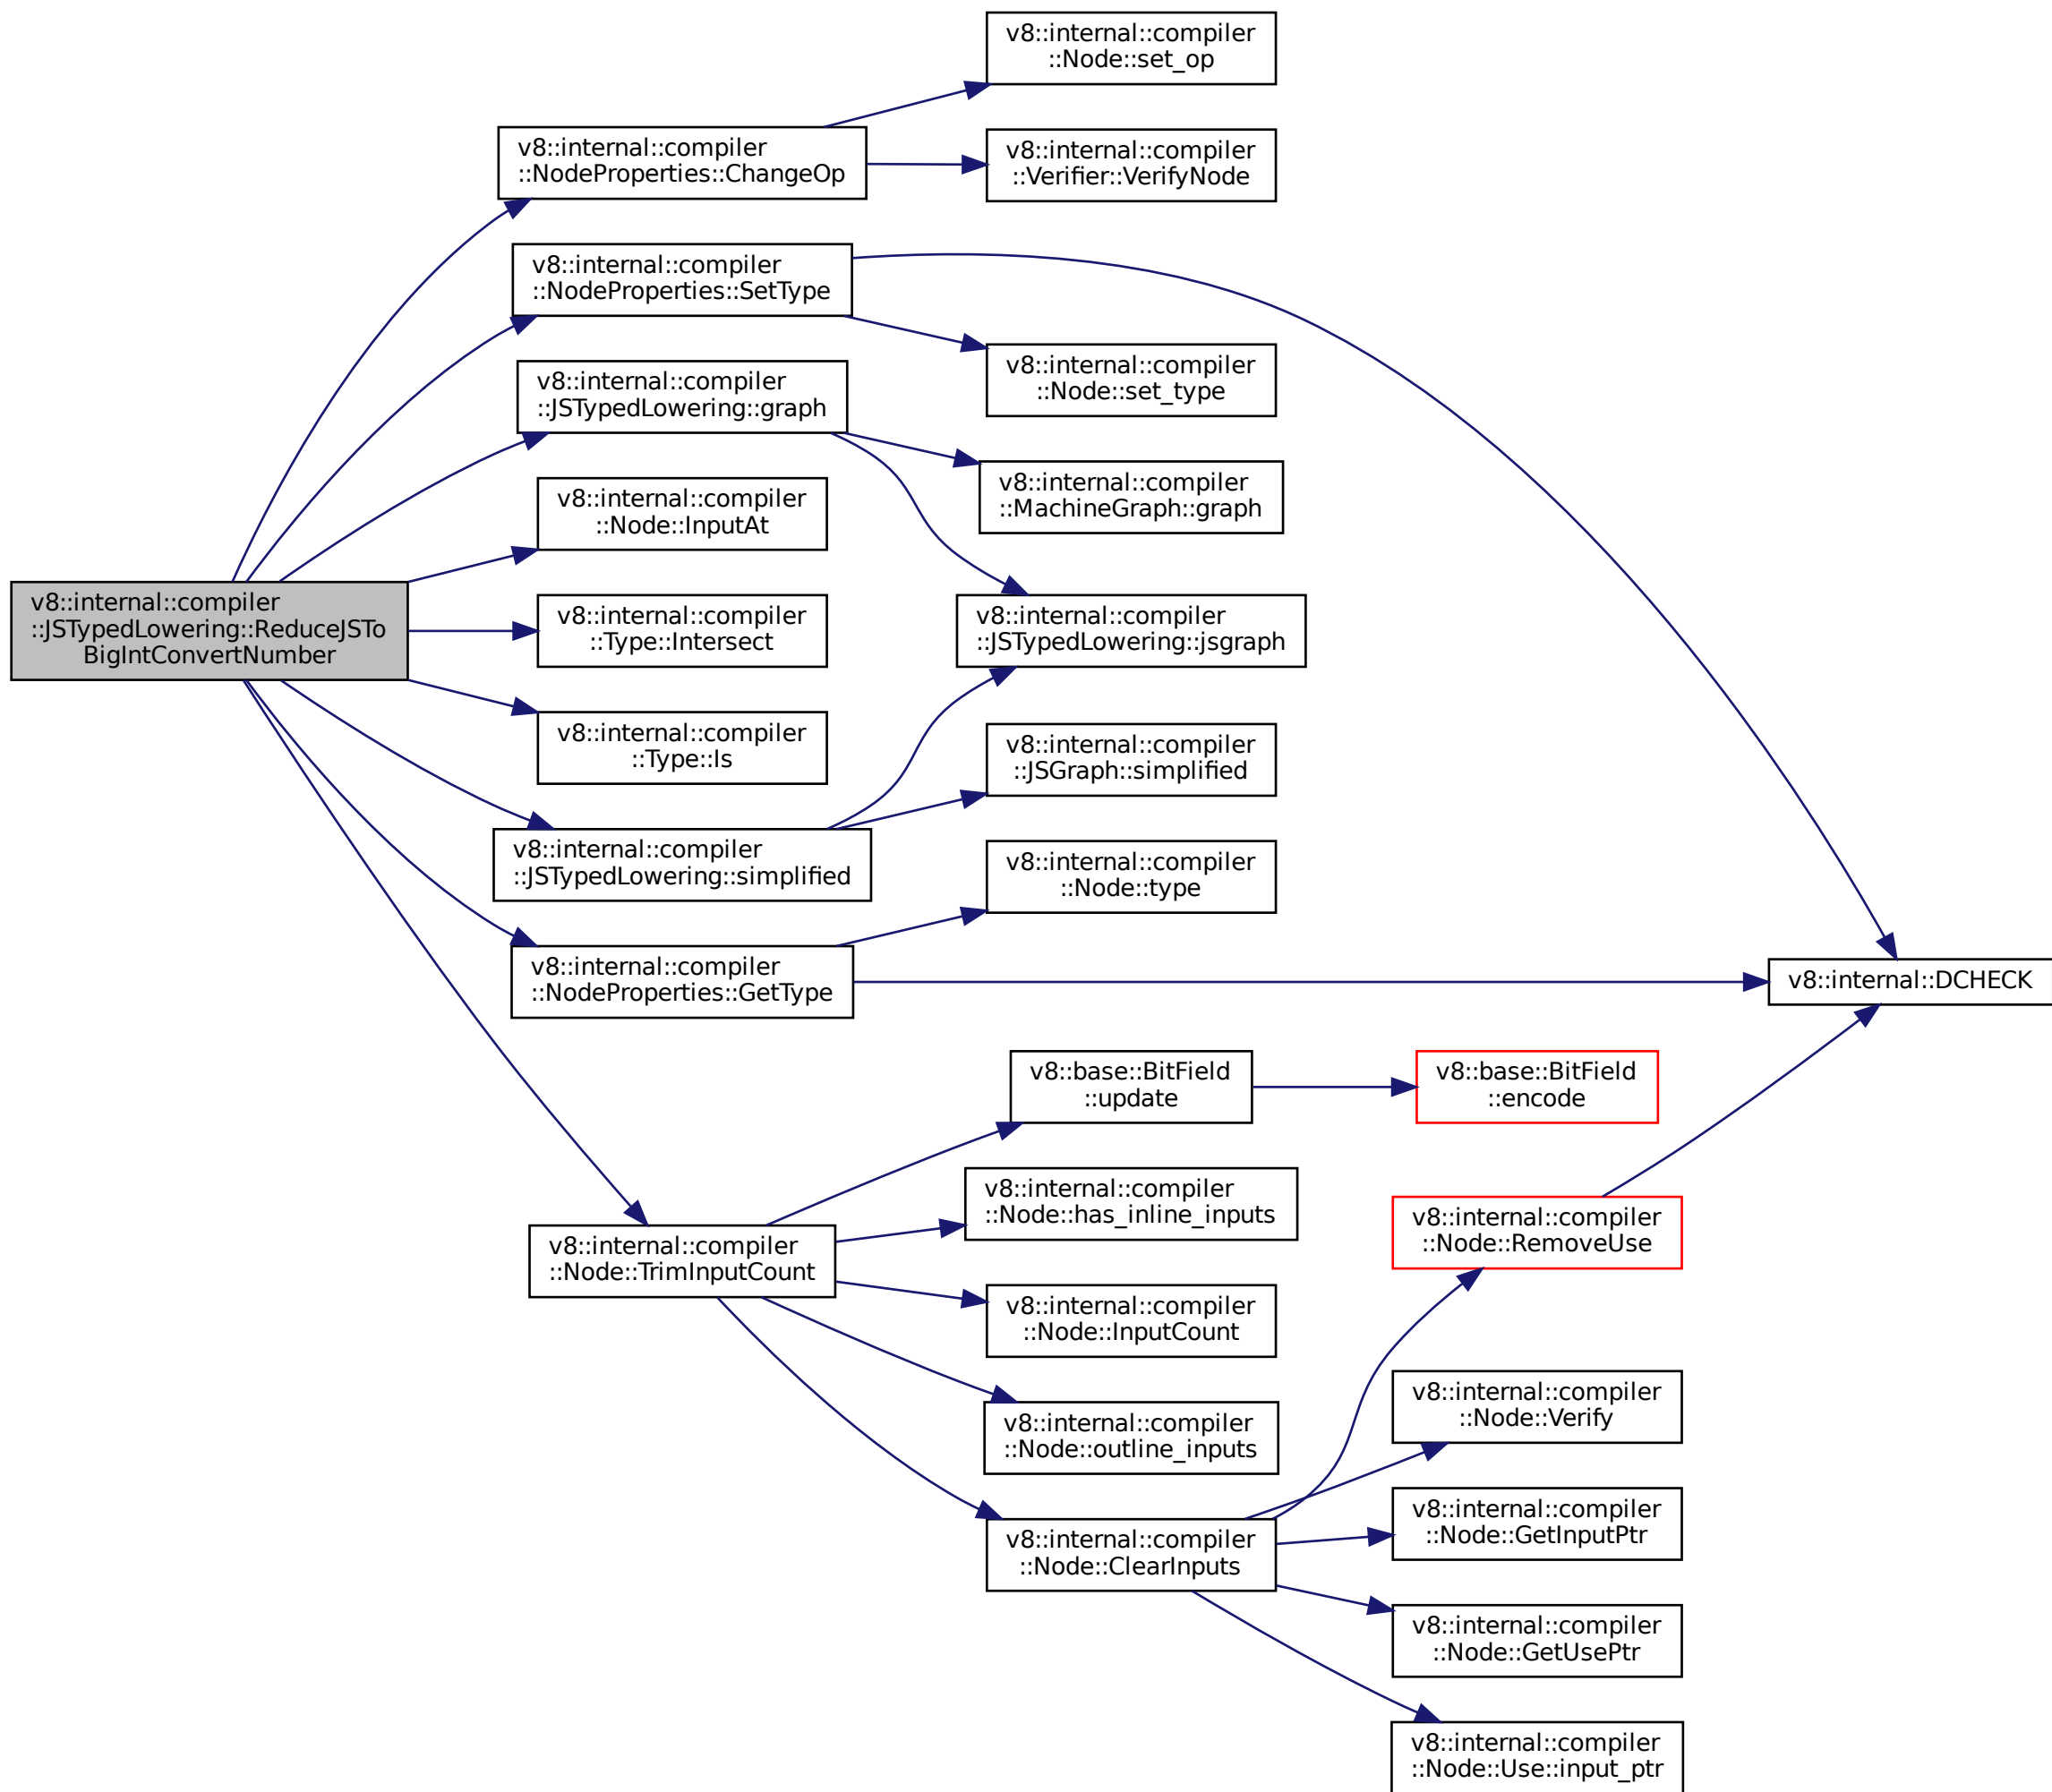 v8::internal::compiler
::Node::set_op
v8::internal::compiler
::NodeProperties::ChangeOp
v8::internal::compiler
::Verifier::VerifyNode
v8::internal::compiler
::NodeProperties::SetType
v8::internal::compiler
::Node::set_type
v8::internal::compiler
::JSTypedLowering::graph
v8::internal::compiler
::MachineGraph::graph
v8::internal::compiler
::Node::InputAt
v8::internal::compiler
::JSTypedLowering::ReduceJSTo
BigIntConvertNumber
v8::internal::compiler
::Type::Intersect
v8::internal::compiler
::JSTypedLowering::jsgraph
v8::internal::compiler
::Type::Is
v8::internal::compiler
::JSGraph::simplified
v8::internal::compiler
::JSTypedLowering::simplified
v8::internal::compiler
::Node::type
v8::internal::compiler
::NodeProperties::GetType
v8::internal::DCHECK
v8::base::BitField
::update
v8::base::BitField
::encode
v8::internal::compiler
::Node::has_inline_inputs
v8::internal::compiler
::Node::RemoveUse
v8::internal::compiler
::Node::TrimInputCount
v8::internal::compiler
::Node::InputCount
v8::internal::compiler
::Node::Verify
v8::internal::compiler
::Node::outline_inputs
v8::internal::compiler
::Node::GetInputPtr
v8::internal::compiler
::Node::ClearInputs
v8::internal::compiler
::Node::GetUsePtr
v8::internal::compiler
::Node::Use::input_ptr